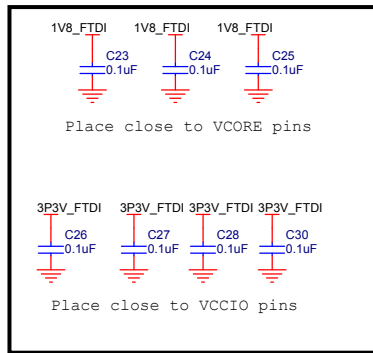 1V8_FTDI 1V8_FTDI 1V8_FTDI
C23 C24 C25
0.1uF 0.1uF 0.1uF
Place close to VCORE pins
3P3V_FTDI 3P3V_FTDI 3P3V_FTDI 3P3V_FTDI
C26 C27 C28 C30
0.1uF 0.1uF 0.1uF 0.1uF
Place close to VCCIO pins